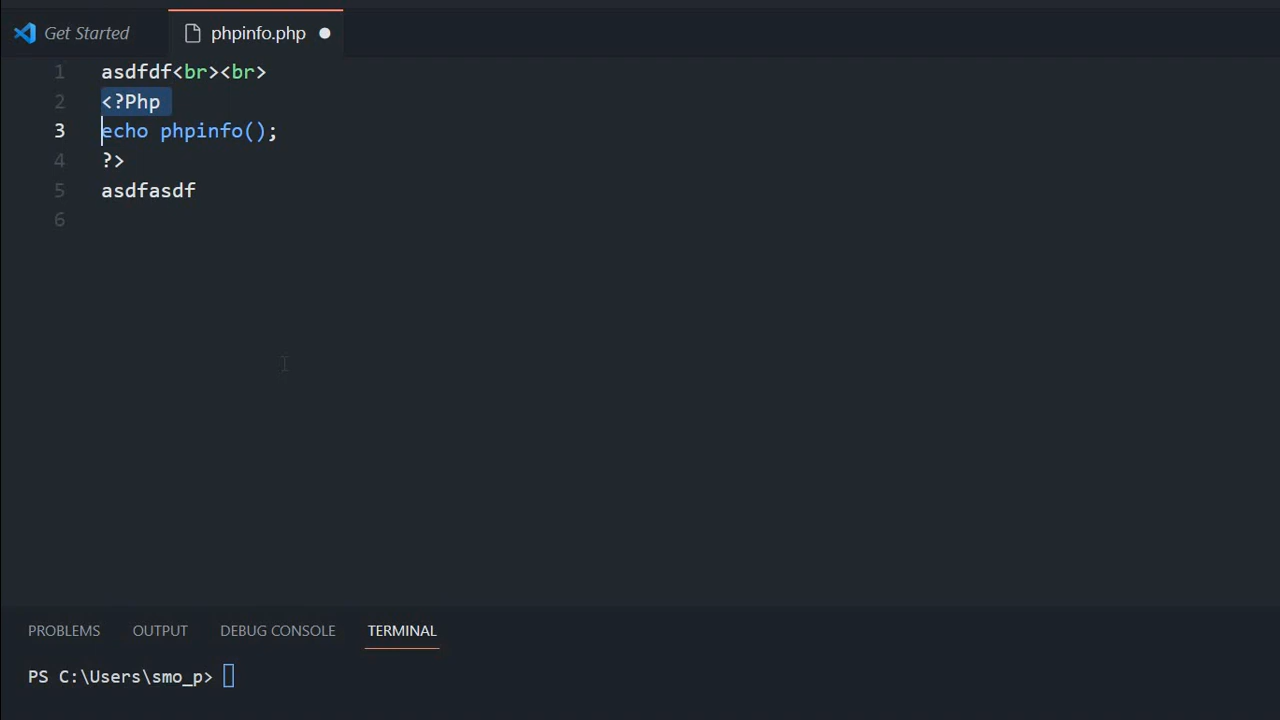 Get Started phpinfo.php
1 asdfdf<br><br>
2 <?Php
3 echo phpinfo();
4 ?>
5 asdfasdf
6
PROBLEMS OUTPUT DEBUG CONSOLE TERMINAL
PS C:\Users\smo_p>